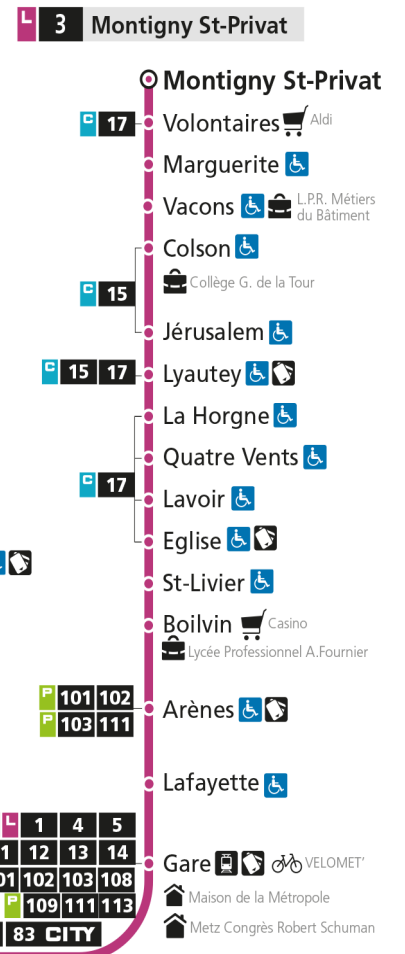 L 3 Montigny St-Privat
Montigny St-Privat
C 17 Volontaires Aldi
Marguerite
Vacons L.P.R. Métiers
du Bâtiment
Colson
Collège G. de la Tour
C 15
Jérusalem
C 15 17 Lyautey
La Horgne
Quatre Vents
C 17
Lavoir
Eglise
St-Livier
Boilvin Casino
Lycée Professionnel A.Fournier
P 101 102
Arènes
P 103 111
Lafayette
L 1 4 5
12 13 14
Gare VELOMET'
102 103 108
Maison de la Métropole
P 109 111 113
Metz Congrès Robert Schuman
83 CITY